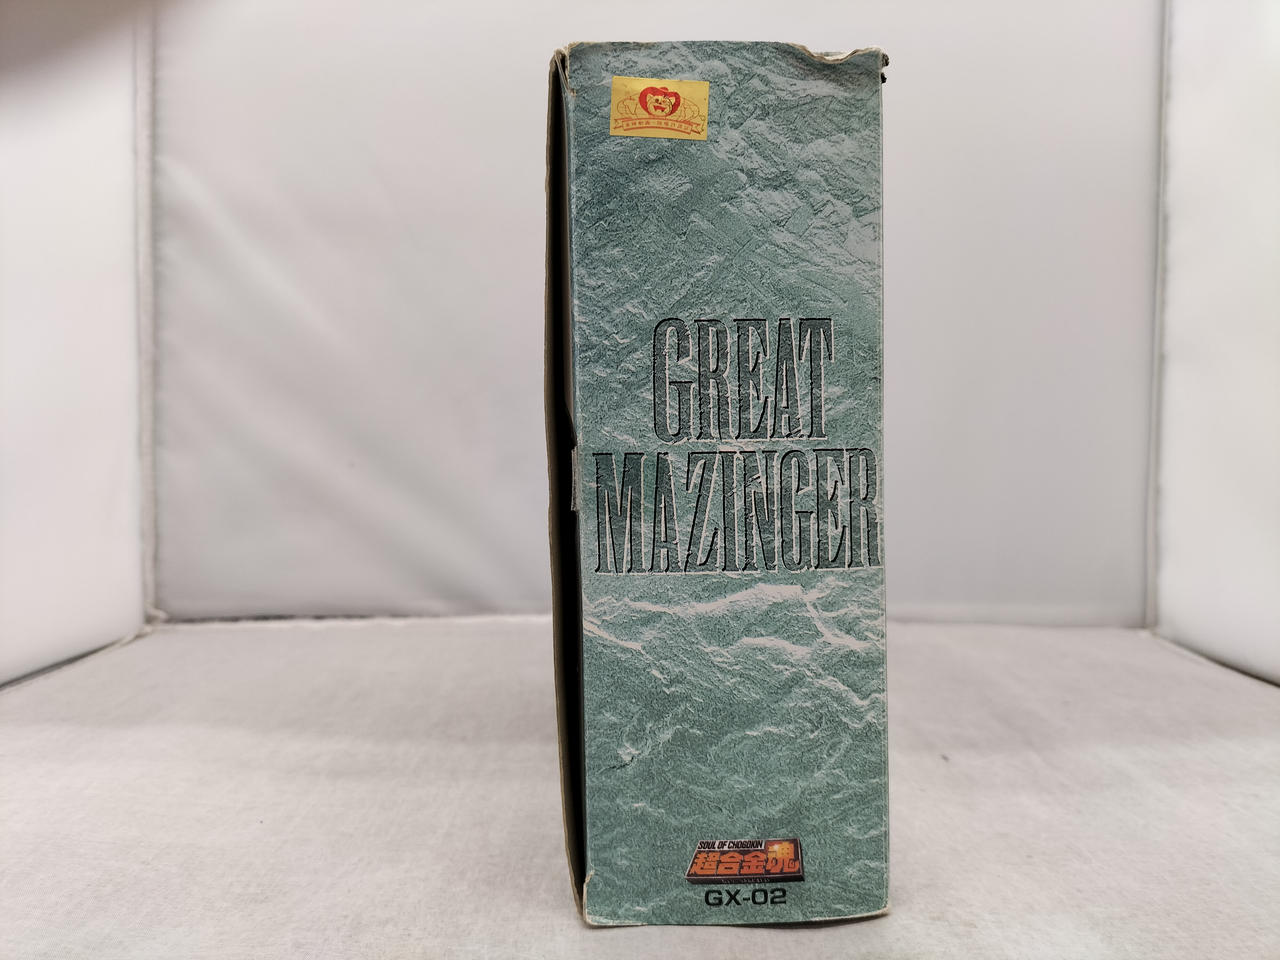 GREAT
MAZINGER
SOUL OF CHOGOKIN
超合金魂
GX-02